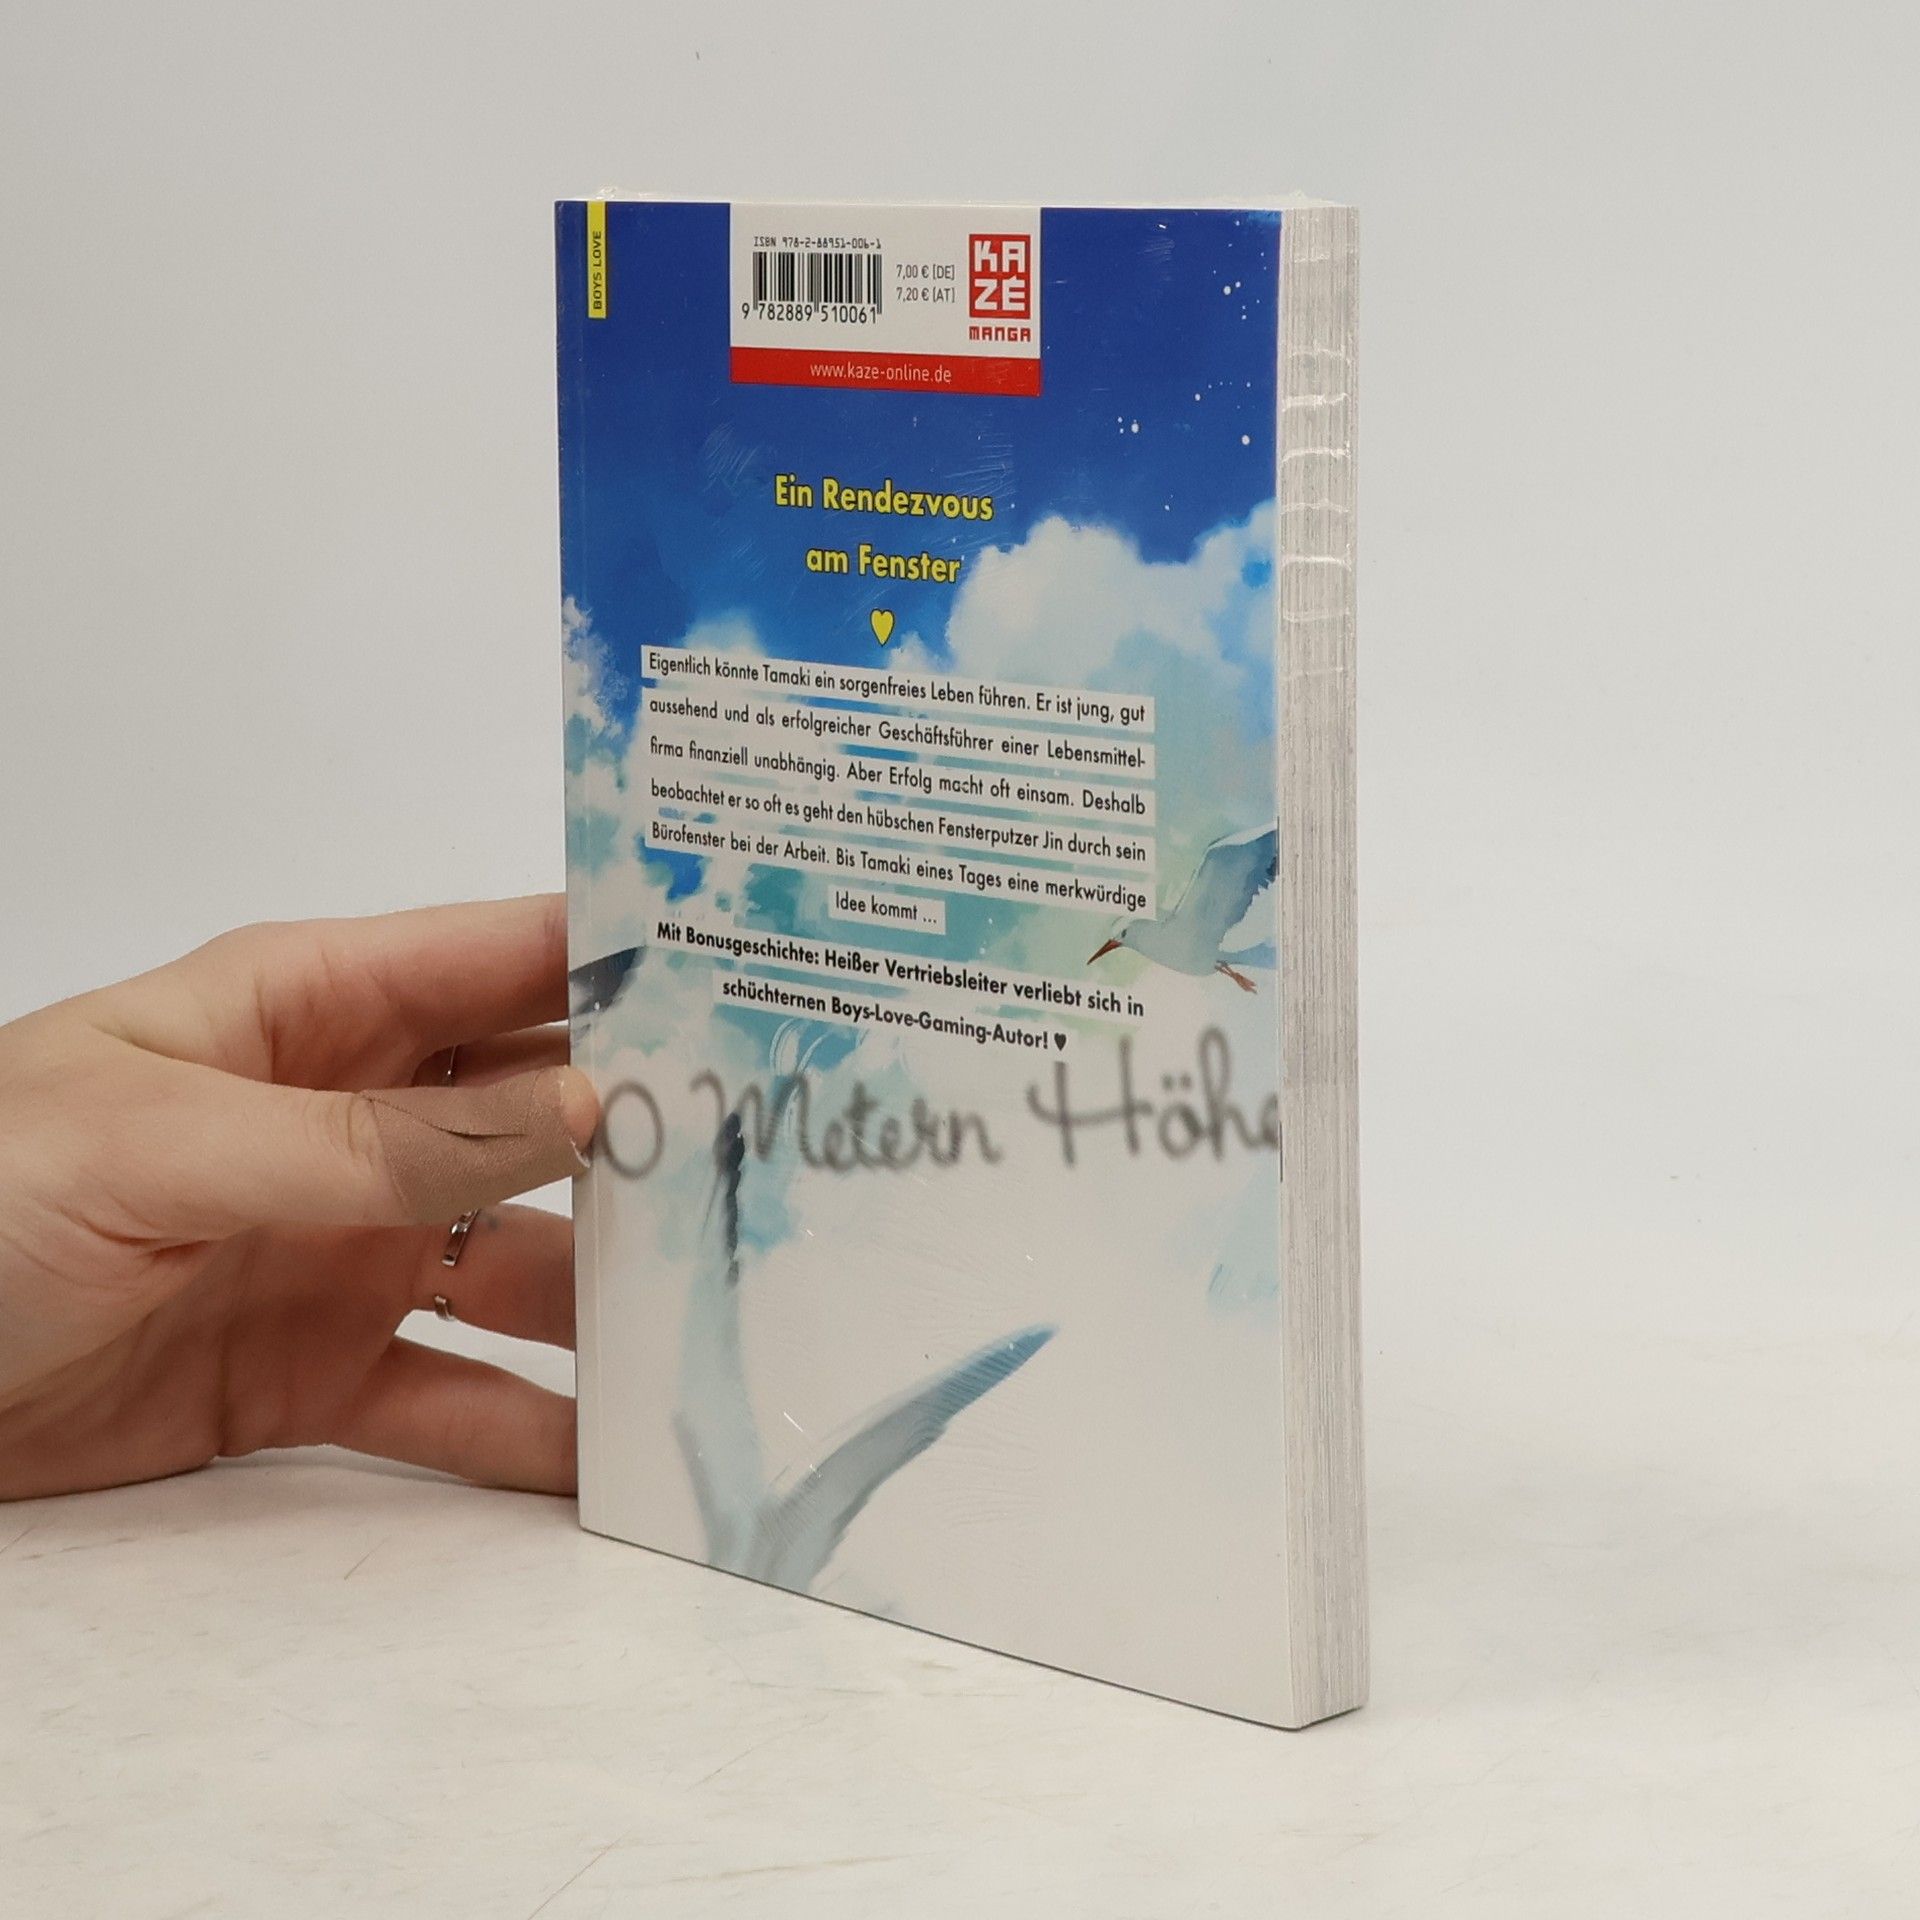 BOYS LOVE
ISBN 978-2-88951-006-1
9 782889 510061
7,00 € [DE]
7,20 € [AT]
KA
ZÉ
MANGA
www.kaze-online.de
Ein Rendezvous
am Fenster
Eigentlich könnte Tamaki ein sorgenfreies Leben führen. Er ist jung, gut
aussehend und als erfolgreicher Geschäftsführer einer Lebensmittel-
firma finanziell unabhängig. Aber Erfolg macht oft einsam. Deshalb
beobachtet er so oft es geht den hübschen Fensterputzer Jin durch sein
Bürofenster bei der Arbeit. Bis Tamaki eines Tages eine merkwürdige
Idee kommt ...
Mit Bonusgeschichte: Heißer Vertriebsleiter verliebt sich in
schüchternen Boys-Love-Gaming-Autor! ♥
0 Metern Höhe